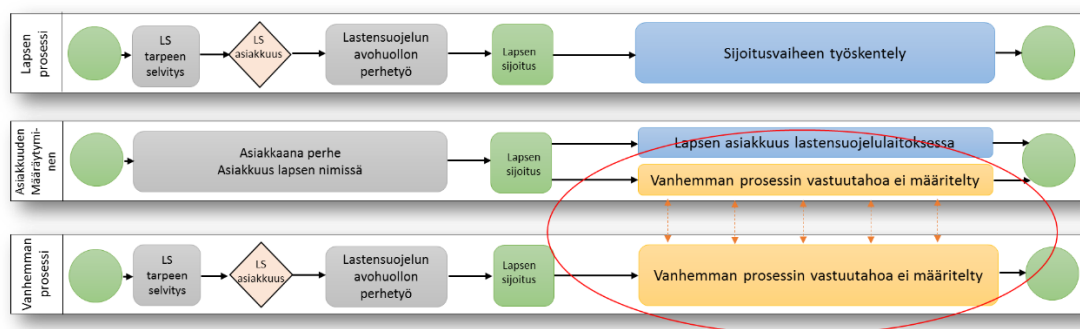 Lapsen
prosessi
LS
tarpeen
selvitys
LS
asiakkuus
Lastensuojelun
avohuollon
perhetyö
Lapsen
sijoitus
Sijoitusvaiheen työskentely
Asiakkuuden
Määräytymi-
nen
Asiakkaana perhe
Asiakkuus lapsen nimissä
Lapsen
sijoitus
Lapsen asiakkuus lastensuojelulaitoksessa
Vanhemman prosessin vastuutahoa ei määritelty
Vanhemman
prosessi
LS
tarpeen
selvitys
LS
asiakkuus
Lastensuojelun
avohuollon
perhetyö
Lapsen
sijoitus
Vanhemman prosessin vastuutahoa ei määritelty